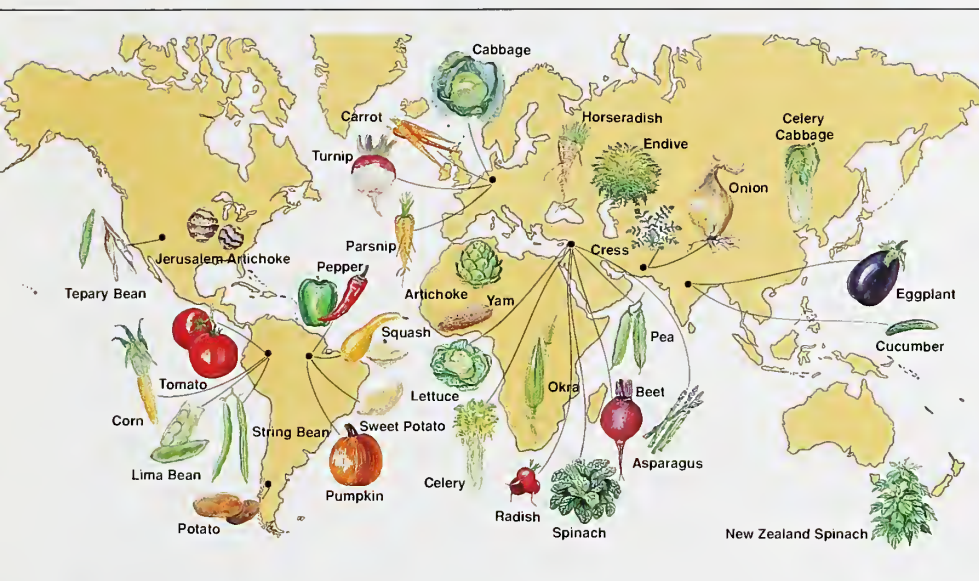 Cabbage
Carrot
Horseradish
Celery
Cabbage
Endive
Turnip
Onion
Parsnip
Cress
Jerusalem Artichoke
Pepper
Artichoke
Yam
Tepary Bean
Eggplant
Squash
Pea
Cucumber
Tomato
Lettuce
Okra
Beet
Corn
String Bean
Sweet Potato
Asparagus
Lima Bean
Pumpkin
Celery
Radish
Potato
Spinach
New Zealand Spinach